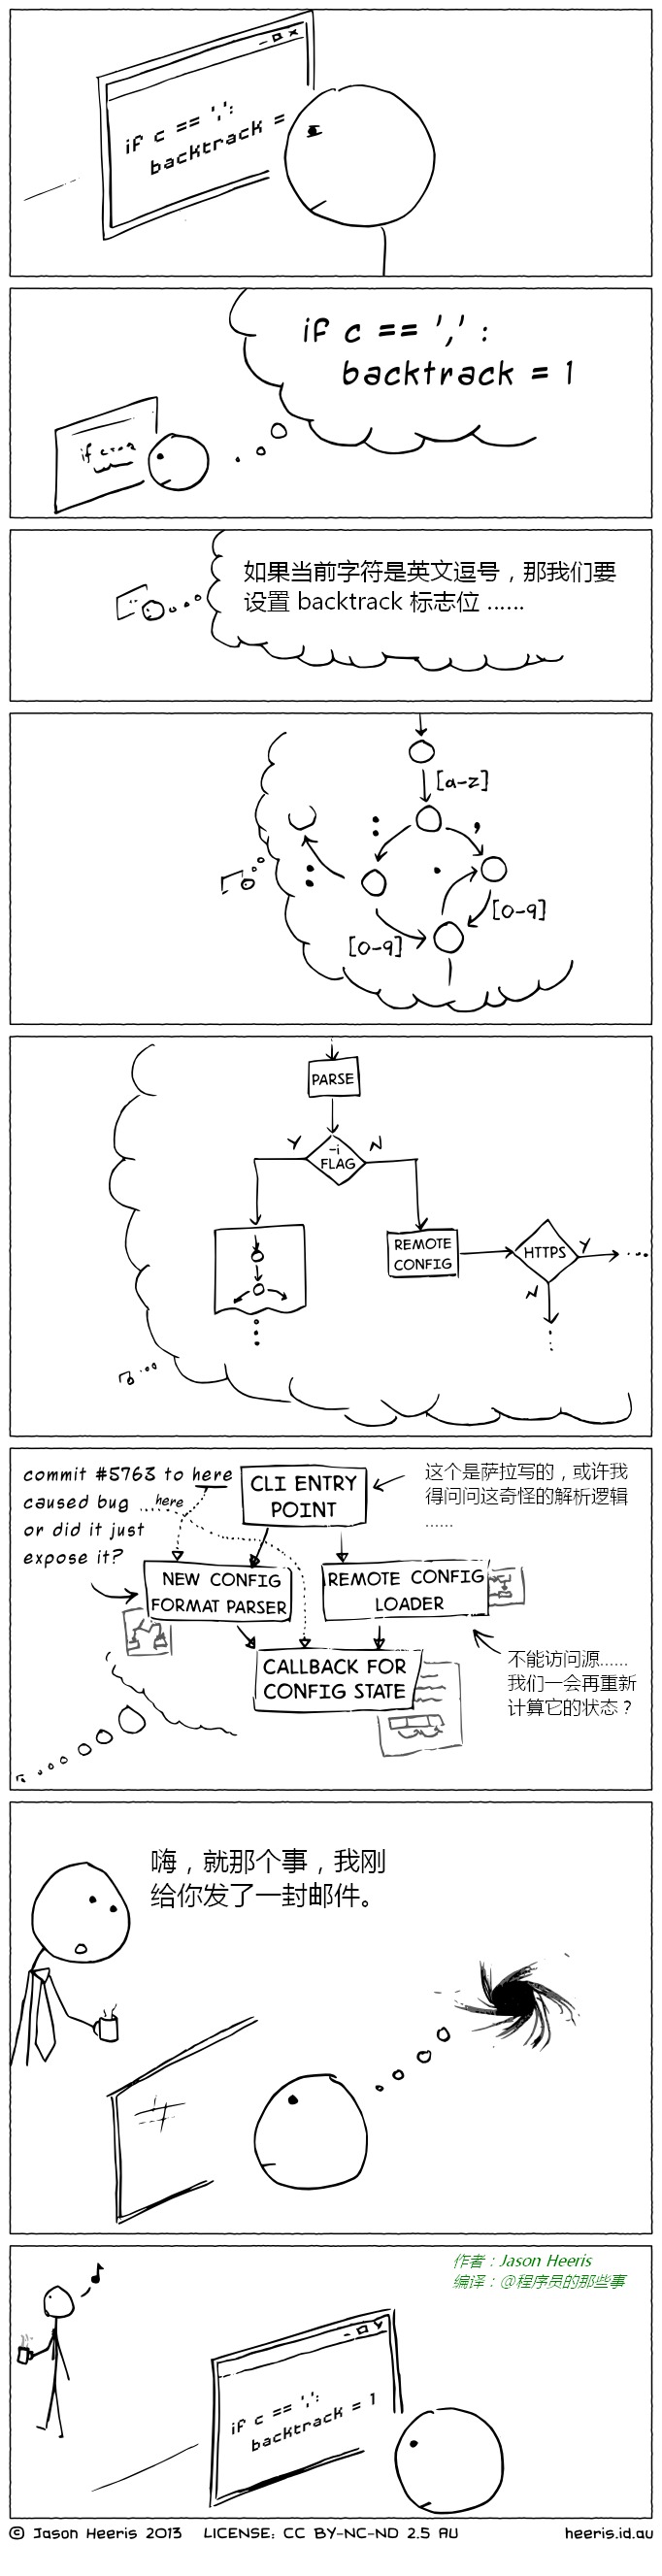 if c == ',':
backtrack =
if c == ',' :
backtrack = 1
如果当前字符是英文逗号，那我们要
设置 backtrack 标志位 ......
[a-z]
:
,
:
.
[0-9]
[0-9]
PARSE
Y
-i
FLAG
N
REMOTE
CONFIG
HTTPS
Y
...
N
commit #5763 to here
caused bug
here
or did it just
expose it?
CLI ENTRY
POINT
这个是萨拉写的，或许我
得问问这奇怪的解析逻辑
......
NEW CONFIG
FORMAT PARSER
REMOTE CONFIG
LOADER
CALLBACK FOR
CONFIG STATE
不能访问源......
我们一会再重新
计算它的状态？
嗨，就那个事，我刚
给你发了一封邮件。
作者：Jason Heeris
编译：@程序员的那些事
if c == ',':
backtrack = 1
© Jason Heeris 2013 LICENSE: CC BY-NC-ND 2.5 AU heeris.id.au